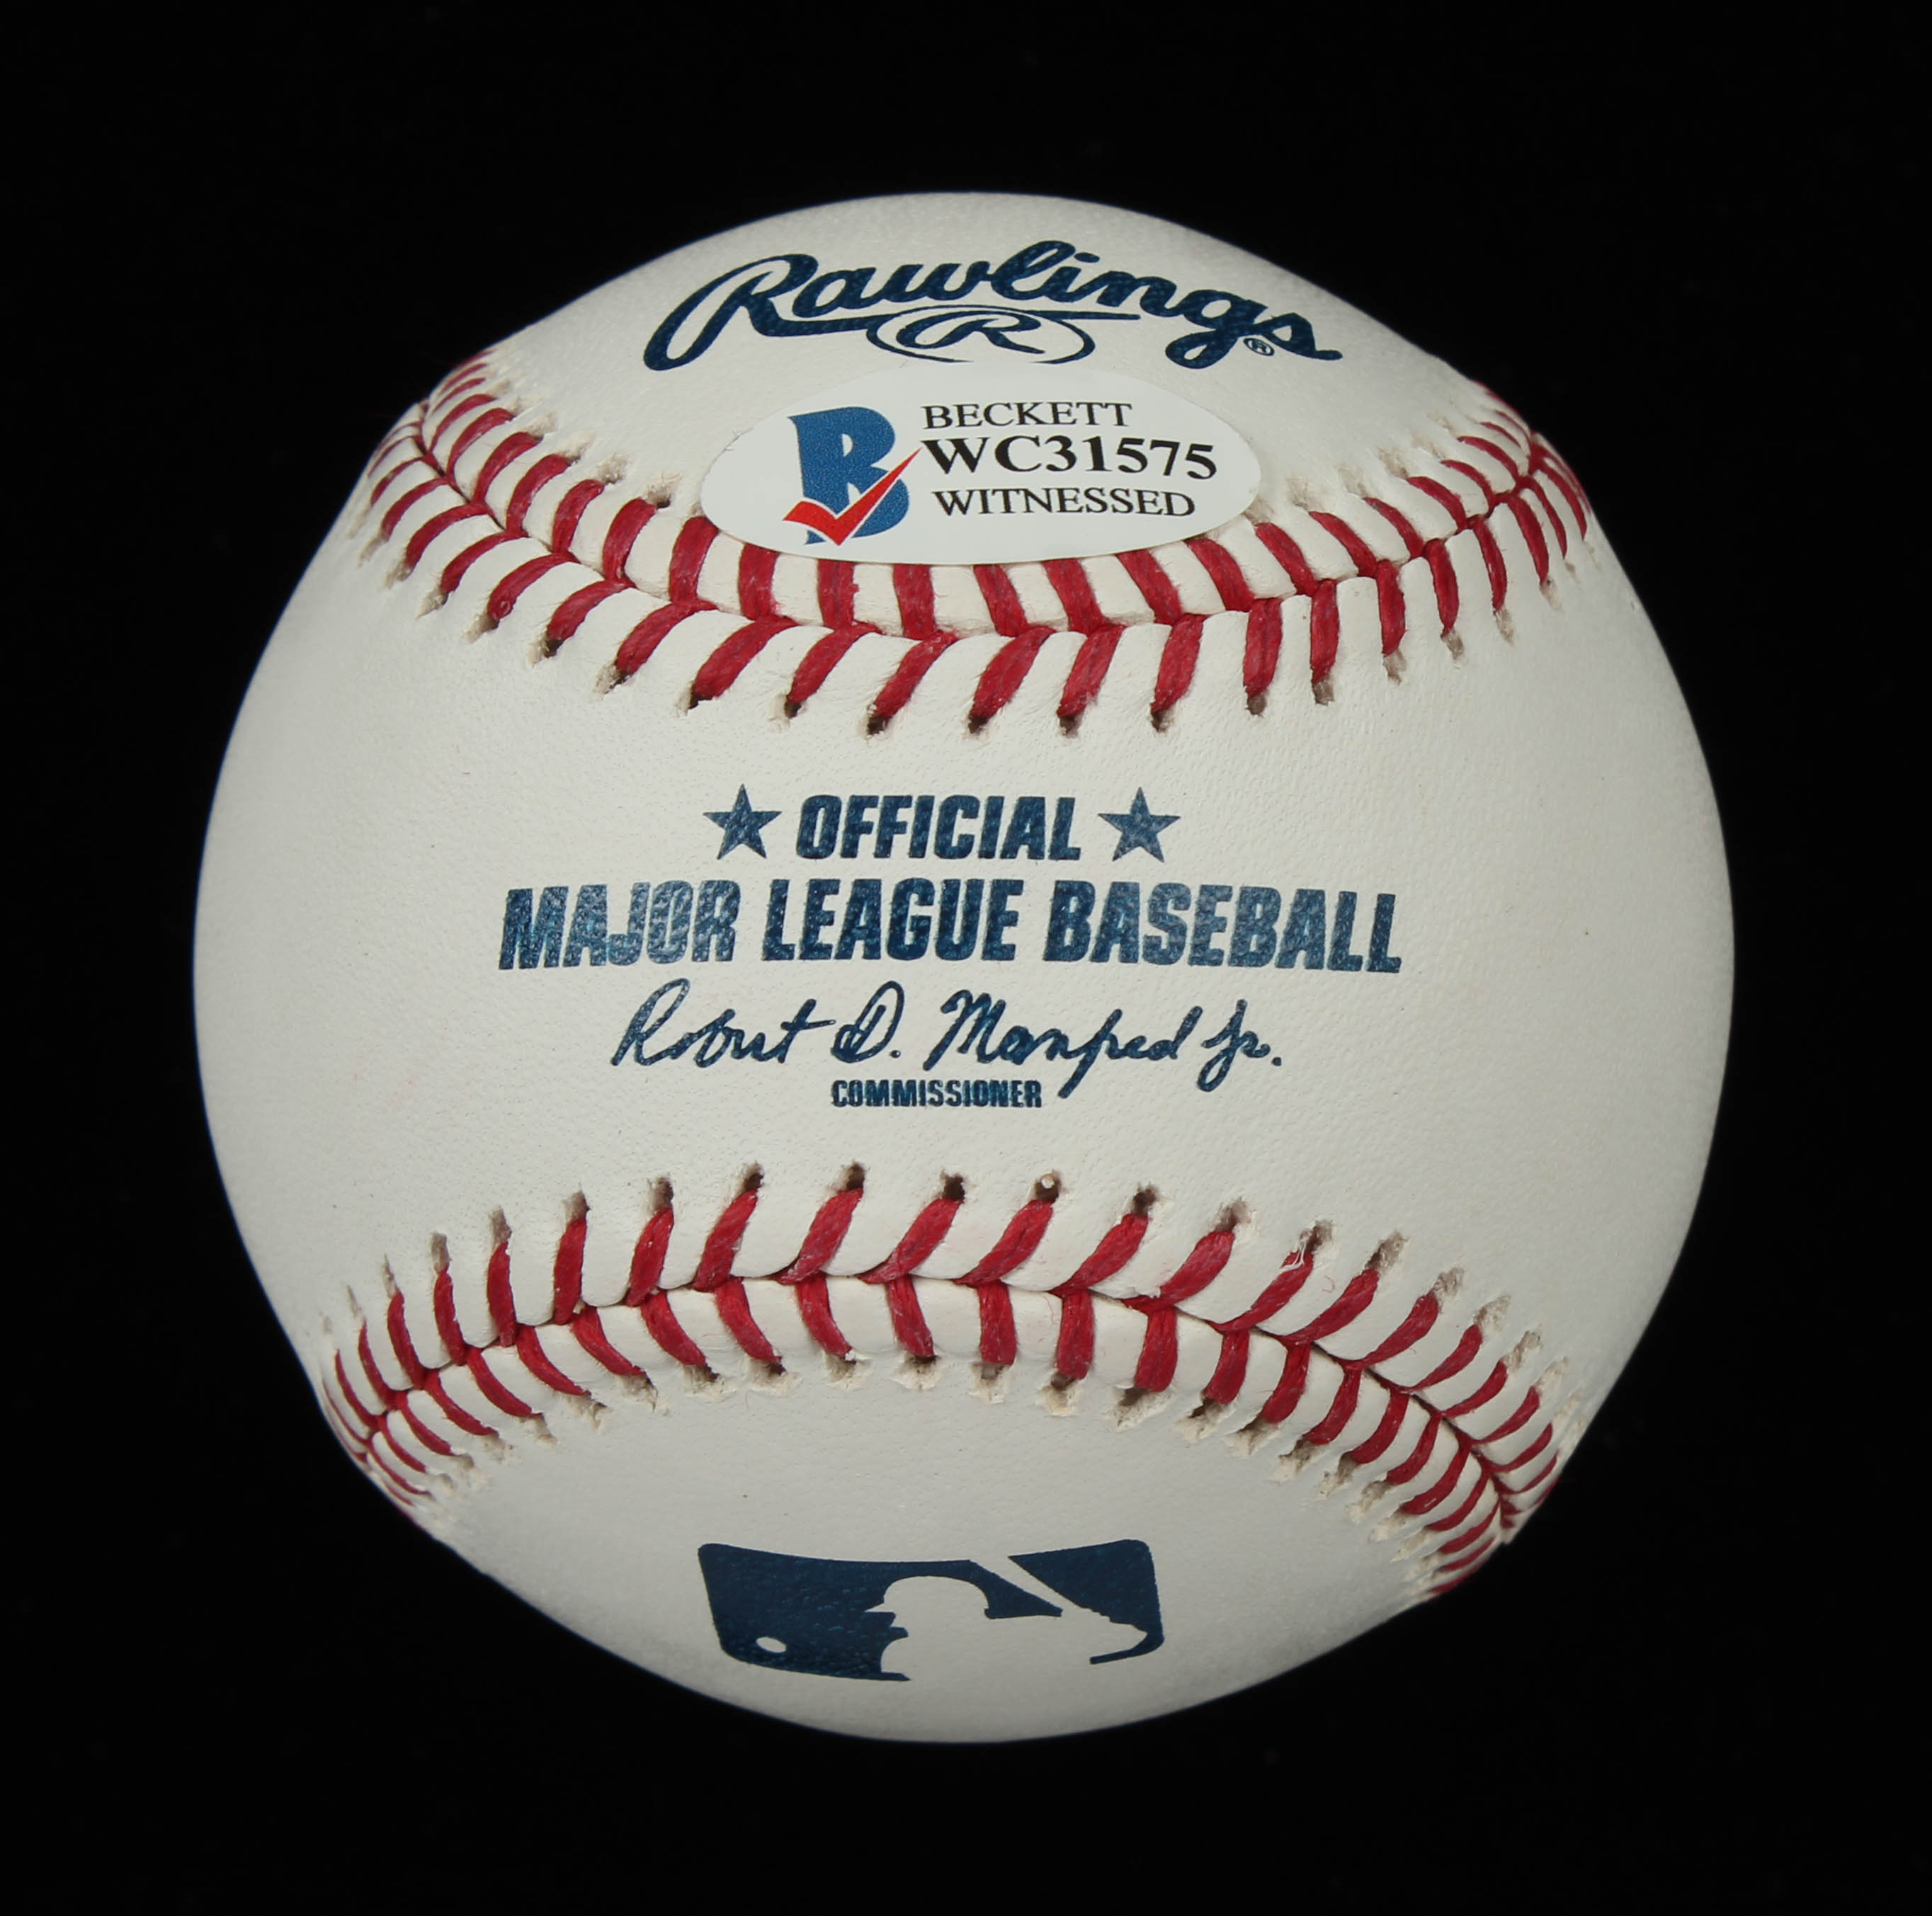 Rawlings
R ®
BECKETT
B WC31575
WITNESSED
★ OFFICIAL ★
MAJOR LEAGUE BASEBALL
Robert D. Manfred Jr.
COMMISSIONER